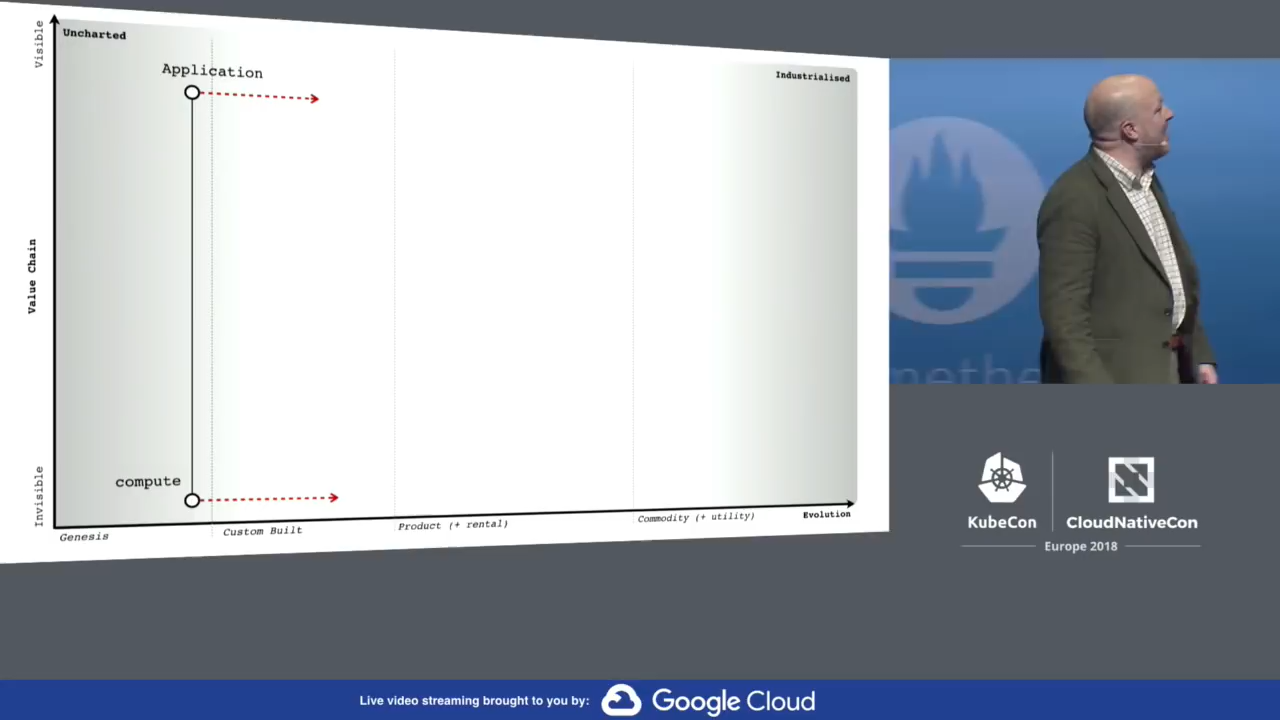 Visible
Uncharted
Application
Industrialised
Value Chain
compute
Invisible
Genesis
Custom Built
Product (+ rental)
Commodity (+ utility)
Evolution
KubeCon
CloudNativeCon
Europe 2018
Live video streaming brought to you by:
Google Cloud